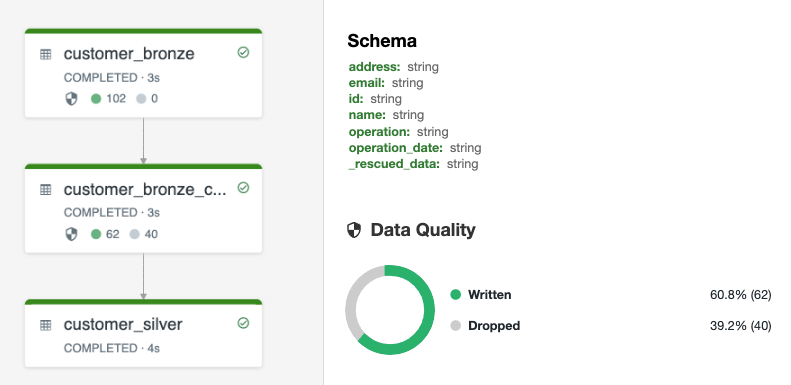 customer_bronze
COMPLETED · 3s
102 0
customer_bronze_c...
COMPLETED · 3s
62 40
customer_silver
COMPLETED · 4s
Schema
address: string
email: string
id: string
name: string
operation: string
operation_date: string
_rescued_data: string
Data Quality
Written 60.8% (62)
Dropped 39.2% (40)